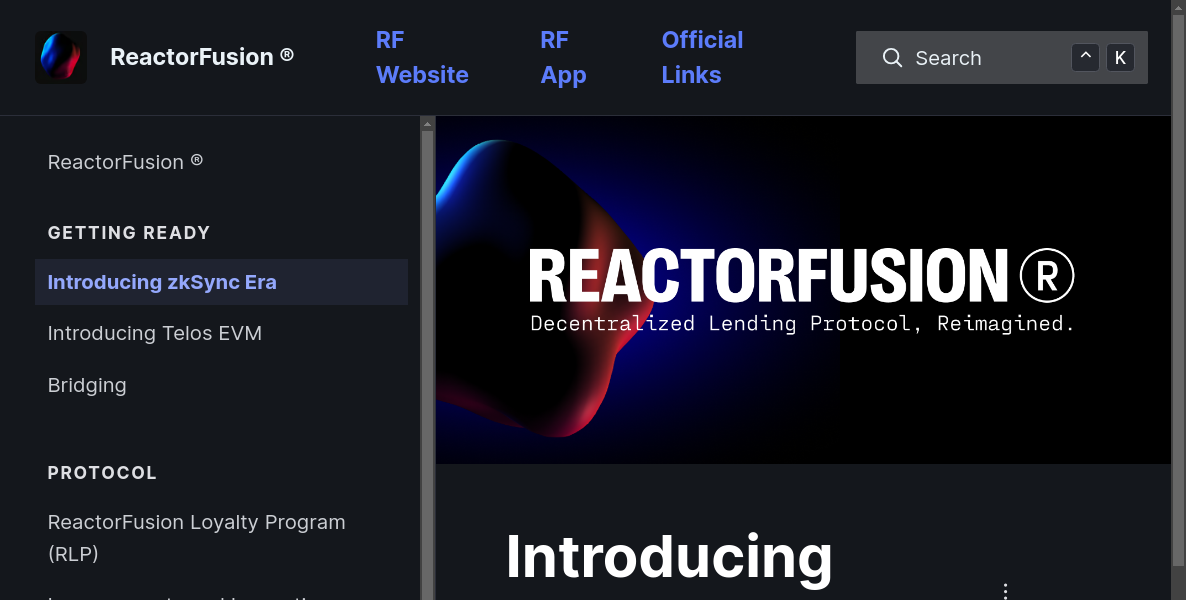 ReactorFusion ®
RF Website
RF App
Official Links
Search
^ K
ReactorFusion ®
GETTING READY
Introducing zkSync Era
Introducing Telos EVM
Bridging
PROTOCOL
ReactorFusion Loyalty Program
(RLP)
REACTORFUSION®
Decentralized Lending Protocol, Reimagined.
Introducing